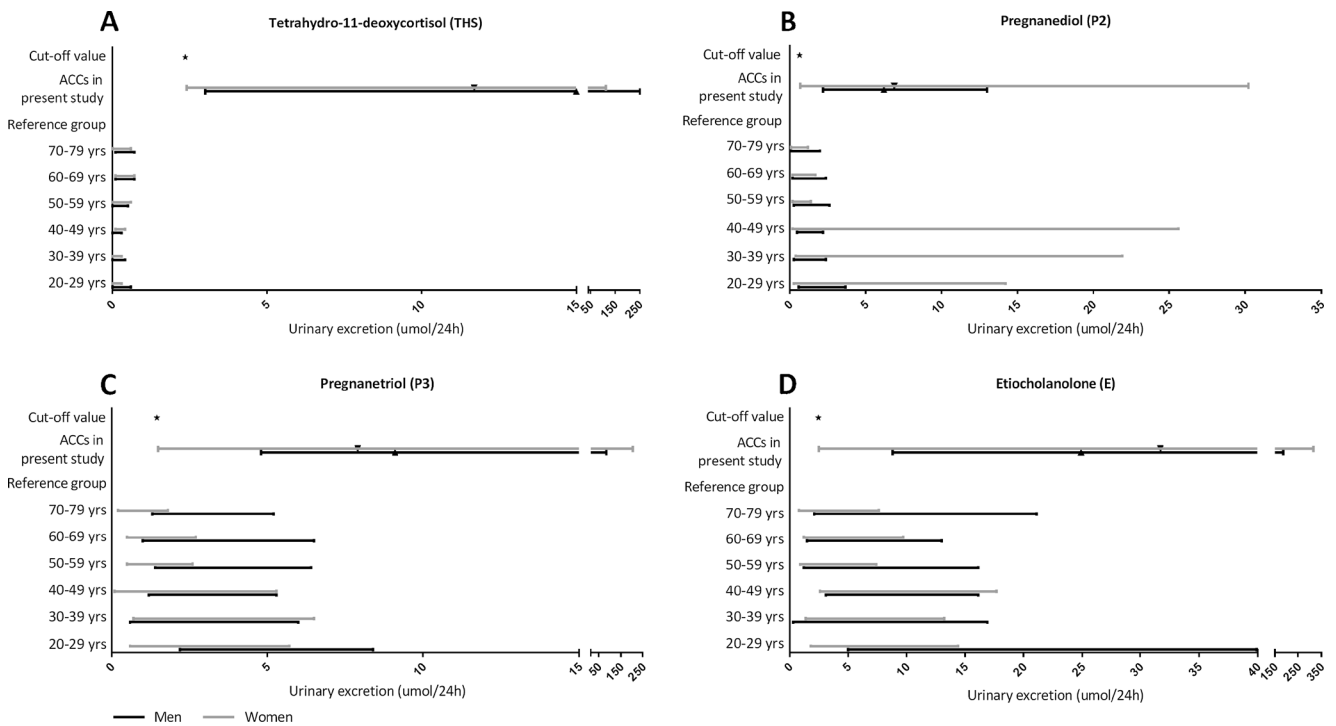 A
Tetrahydro-11-deoxycortisol (THS)
Cut-off value
ACCs in
present study
Reference group
70-79 yrs
60-69 yrs
50-59 yrs
40-49 yrs
30-39 yrs
20-29 yrs
0 5 10 15 50 150 250
Urinary excretion (umol/24h)
B
Pregnanediol (P2)
Cut-off value
ACCs in
present study
Reference group
70-79 yrs
60-69 yrs
50-59 yrs
40-49 yrs
30-39 yrs
20-29 yrs
0 5 10 15 20 25 30 35
Urinary excretion (umol/24h)
C
Pregnanetriol (P3)
Cut-off value
ACCs in
present study
Reference group
70-79 yrs
60-69 yrs
50-59 yrs
40-49 yrs
30-39 yrs
20-29 yrs
0 5 10 15 50 150 250
Urinary excretion (umol/24h)
D
Etiocholanolone (E)
Cut-off value
ACCs in
present study
Reference group
70-79 yrs
60-69 yrs
50-59 yrs
40-49 yrs
30-39 yrs
20-29 yrs
0 5 10 15 20 25 30 35 40 150 250 350
Urinary excretion (umol/24h)
Men Women